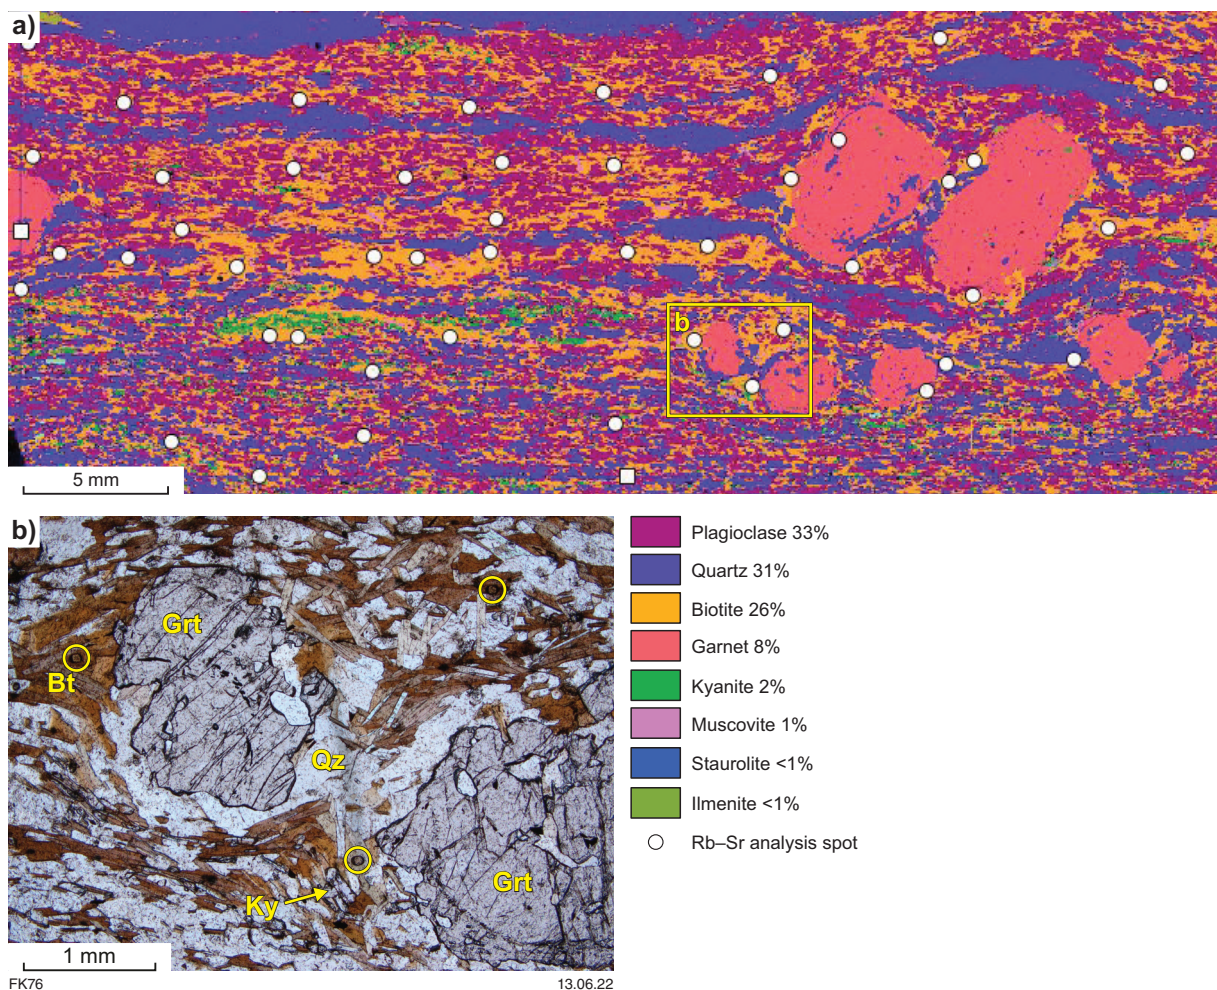 a)
b
5 mm
b)
Grt
Bt
Qz
Ky
Grt
1 mm
FK76
13.06.22
Plagioclase 33%
Quartz 31%
Biotite 26%
Garnet 8%
Kyanite 2%
Muscovite 1%
Staurolite <1%
Ilmenite <1%
Rb–Sr analysis spot